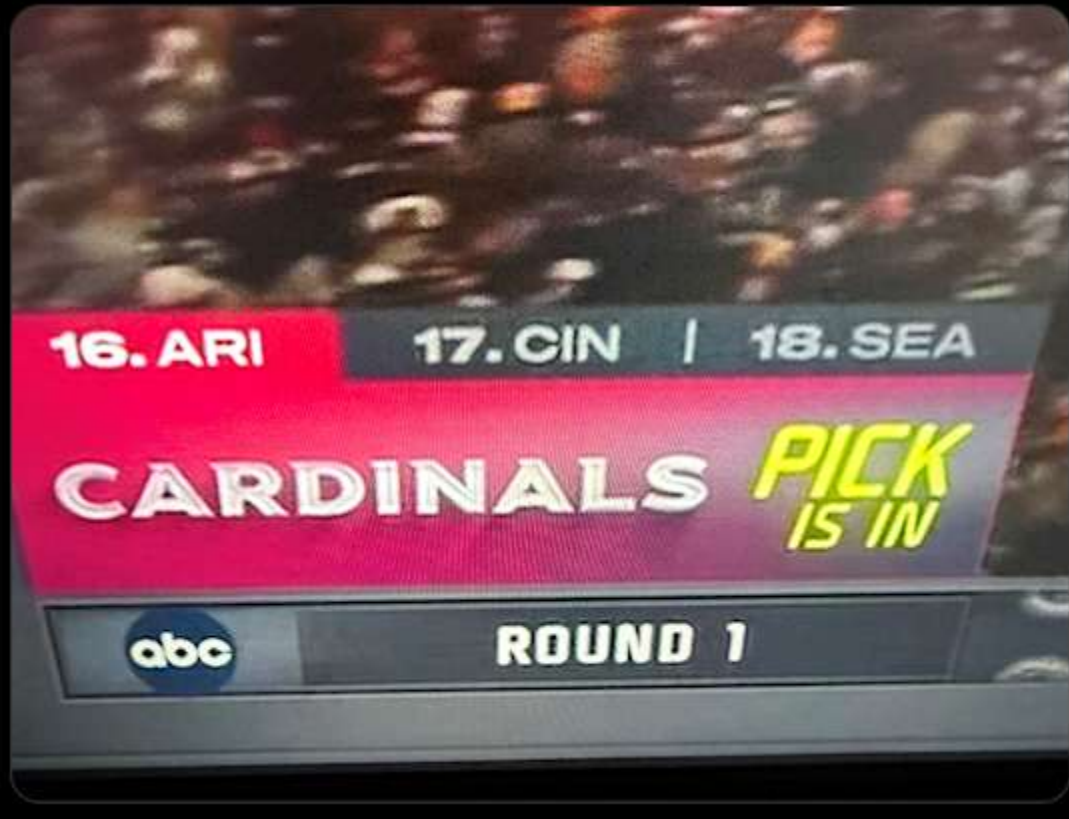 16. ARI 17. CIN | 18. SEA
CARDINALS PICK IS IN
abc ROUND 1